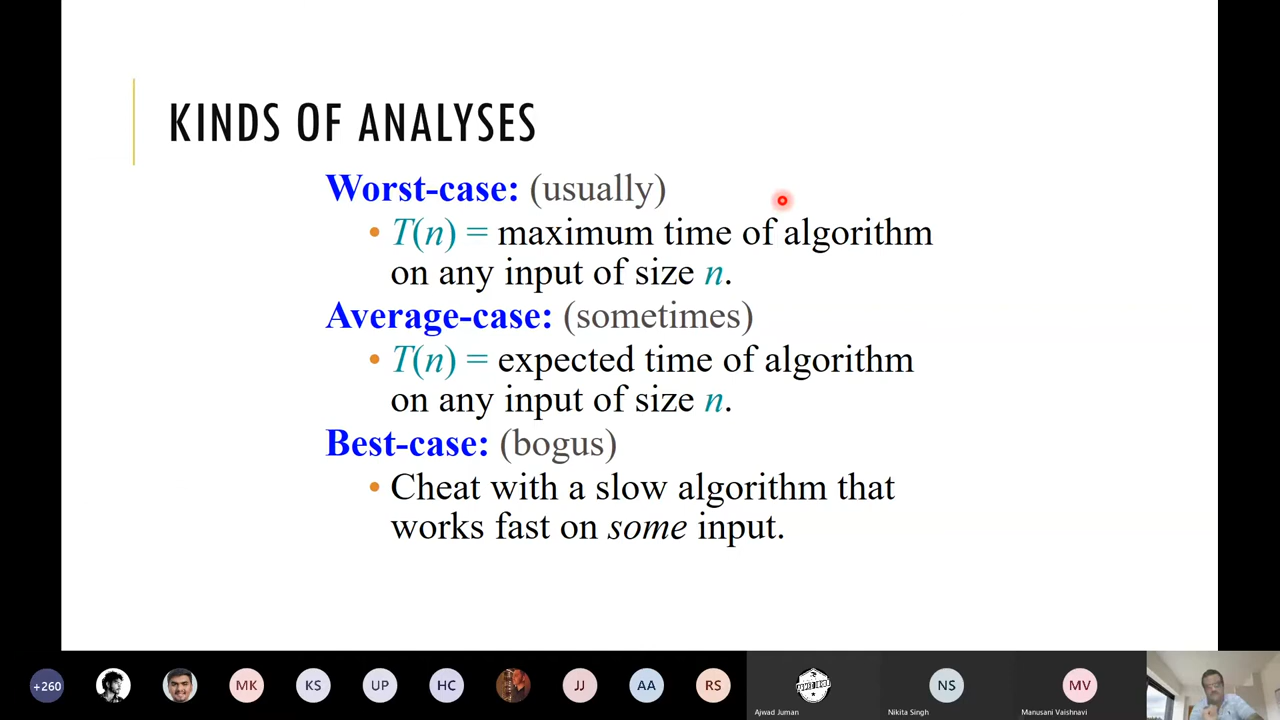 KINDS OF ANALYSES
Worst-case: (usually)
• T(n) = maximum time of algorithm
on any input of size n.
Average-case: (sometimes)
• T(n) = expected time of algorithm
on any input of size n.
Best-case: (bogus)
• Cheat with a slow algorithm that
works fast on some input.
+260
MK
KS
UP
HC
JJ
AA
RS
NS
MV
Ajwad Juman
Nikita Singh
Manusani Vaishnavi